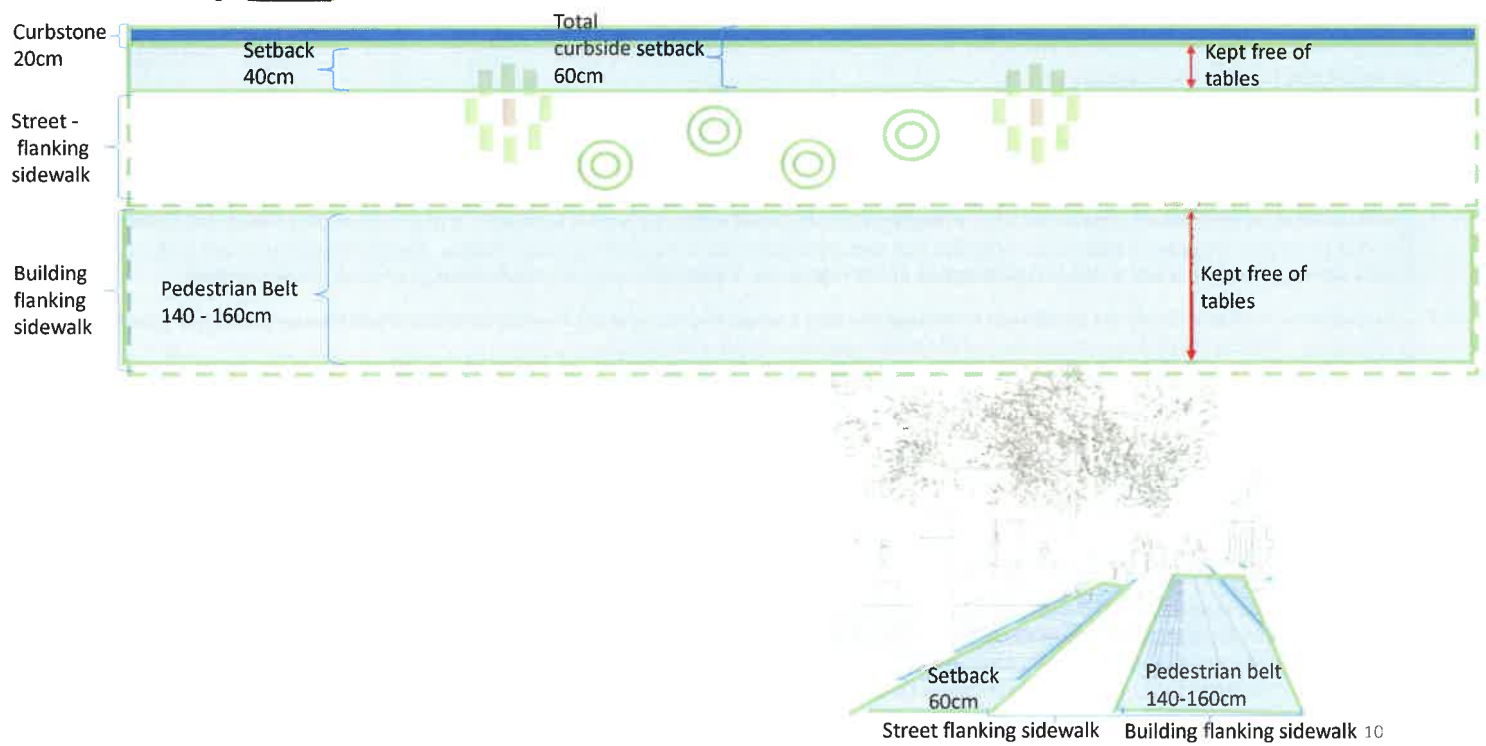 Curbstone
20cm
Setback
40cm
Total
curbside setback
60cm
Kept free of
tables
Street -
flanking
sidewalk
Building
flanking
sidewalk
Pedestrian Belt
140 - 160cm
Kept free of
tables
Setback
60cm
Pedestrian belt
140-160cm
Street flanking sidewalk
Building flanking sidewalk 10